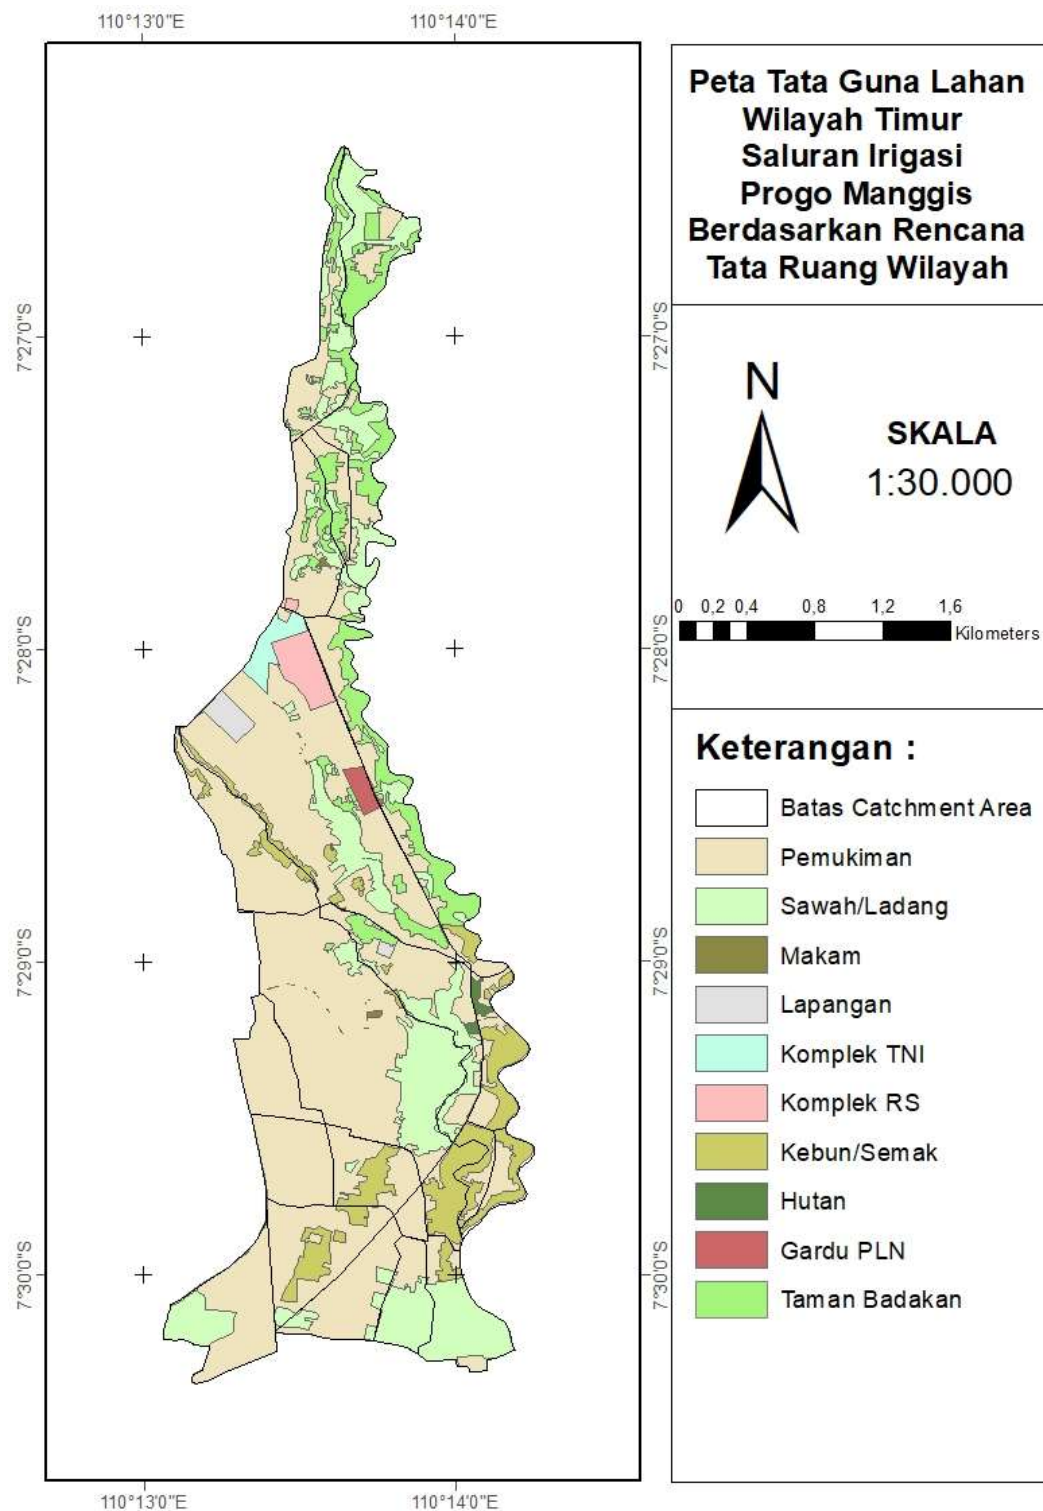 110°13'0"E
110°14'0"E
Peta Tata Guna Lahan
Wilayah Timur
Saluran Irigasi
Progo Manggis
Berdasarkan Rencana
Tata Ruang Wilayah
7°27'0"S
7°27'0"S
N
SKALA
1:30.000
0 0,2 0,4 0,8 1,2 1,6
Kilometers
7°28'0"S
7°28'0"S
Keterangan :
Batas Catchment Area
Pemukiman
Sawah/Ladang
Makam
Lapangan
Komplek TNI
Komplek RS
Kebun/Semak
Hutan
Gardu PLN
Taman Badakan
7°29'0"S
7°29'0"S
7°30'0"S
7°30'0"S
110°13'0"E
110°14'0"E